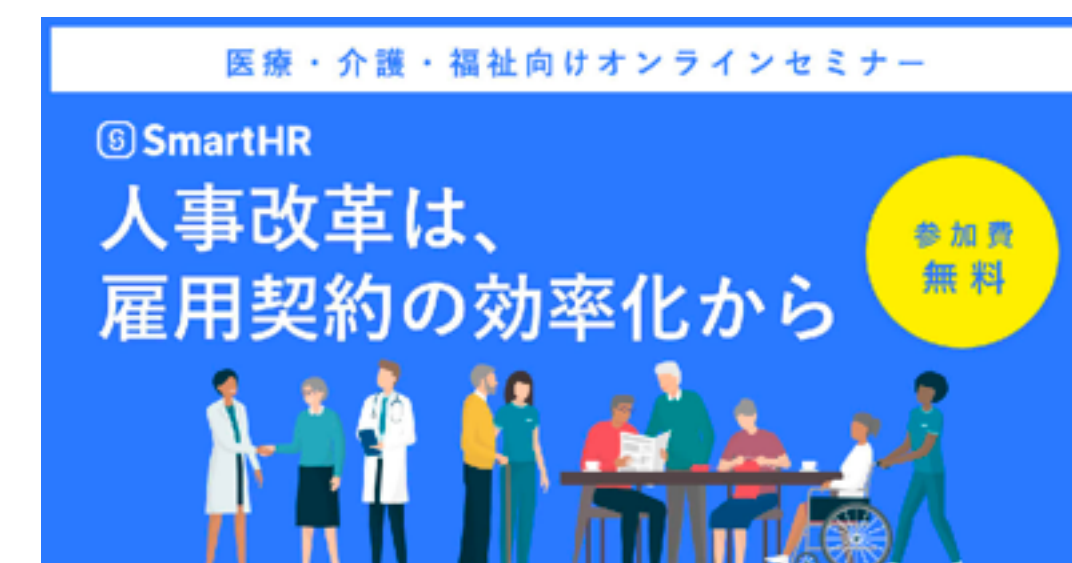 医療・介護・福祉向けオンラインセミナー
SmartHR
人事改革は、
雇用契約の効率化から
参加費
無料